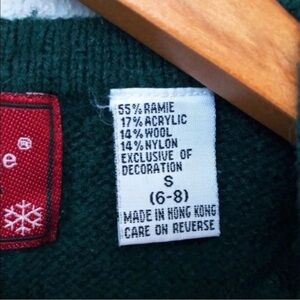 e®
55% RAMIE
17% ACRYLIC
14% WOOL
14% NYLON
EXCLUSIVE OF
DECORATION
S
(6-8)
MADE IN HONG KONG
CARE ON REVERSE